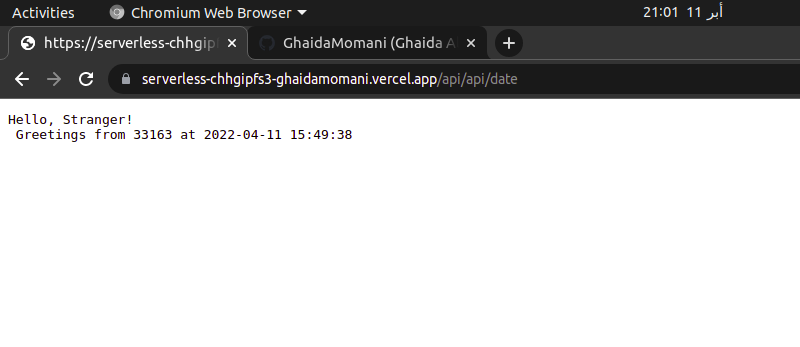 Activities
Chromium Web Browser
21:01 11 أبر
https://serverless-chhgip
GhaidaMomani (Ghaida A
serverless-chhgipfs3-ghaidamomani.vercel.app/api/api/date
Hello, Stranger!
Greetings from 33163 at 2022-04-11 15:49:38